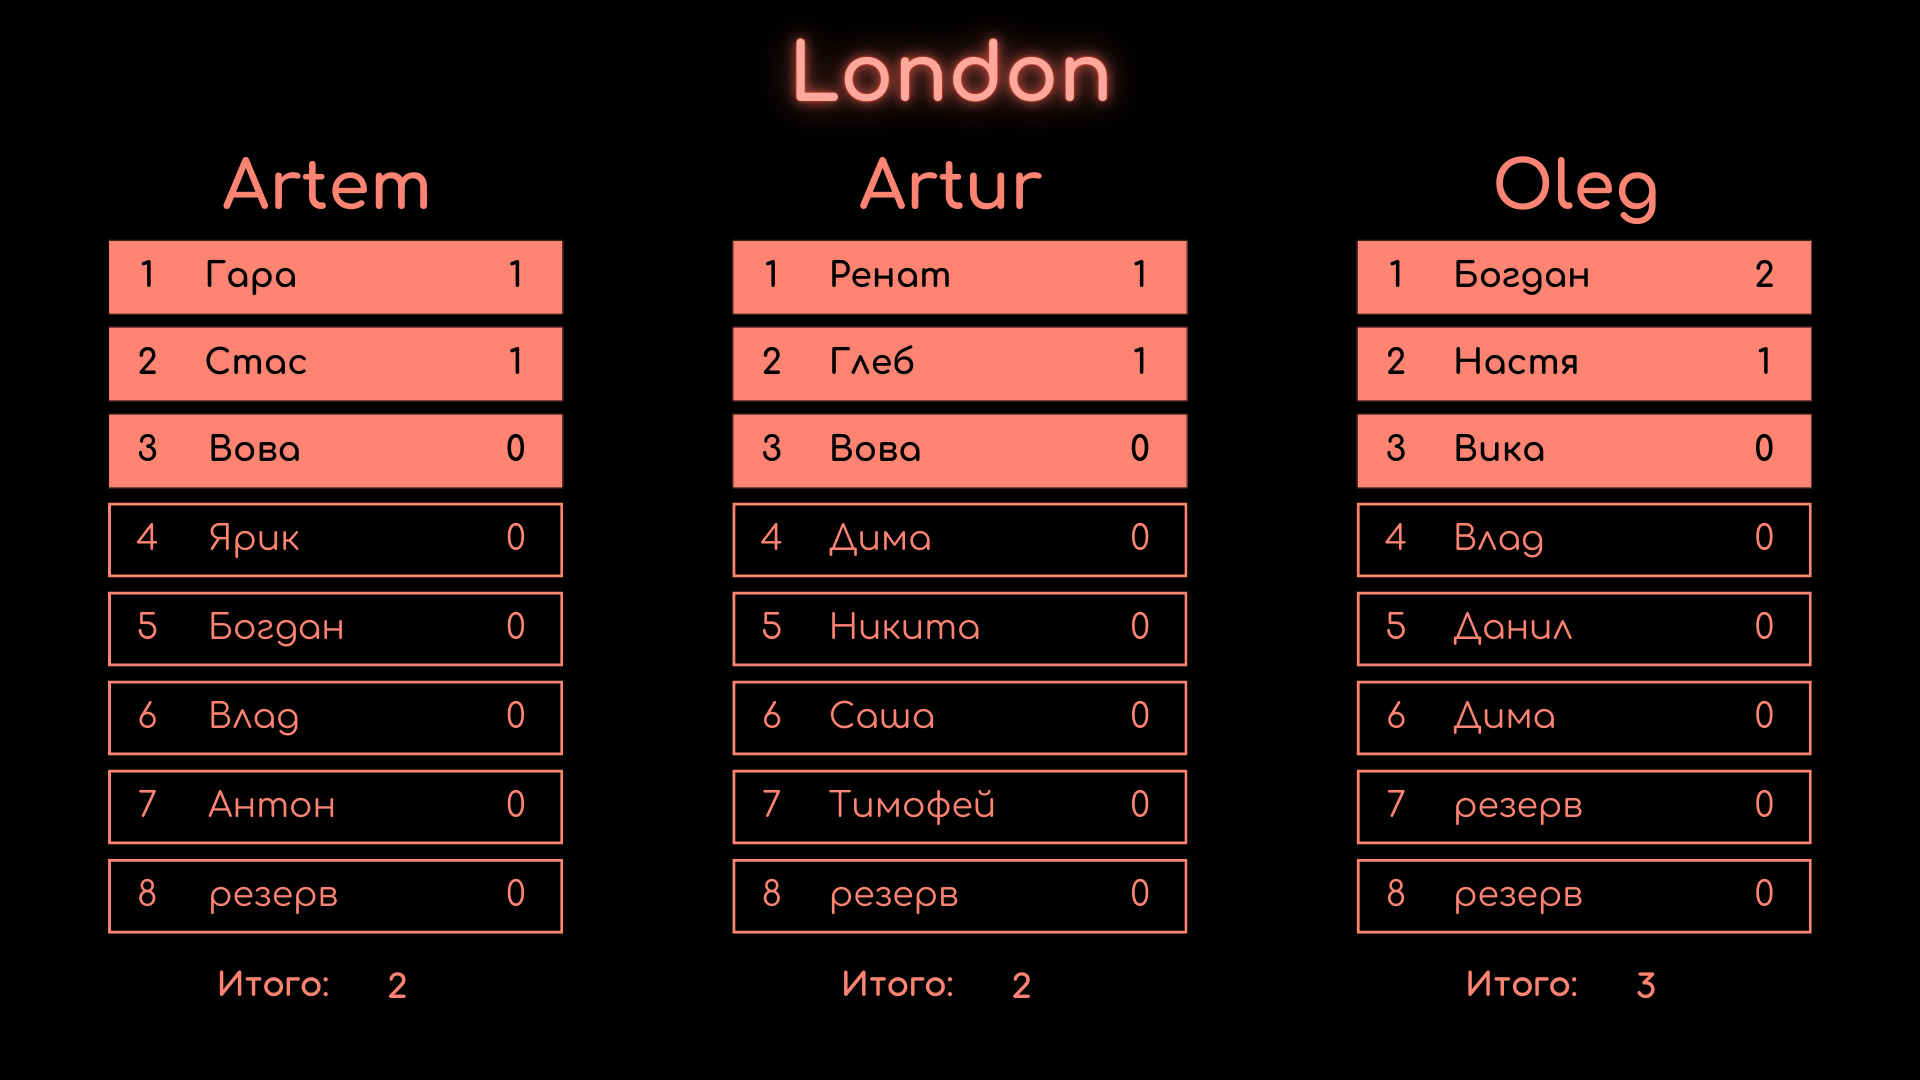 London
Artem
1 Гара 1
2 Стас 1
3 Вова 0
4 Ярик 0
5 Богдан 0
6 Влад 0
7 Антон 0
8 резерв 0
Итого: 2
Artur
1 Ренат 1
2 Глеб 1
3 Вова 0
4 Дима 0
5 Никита 0
6 Саша 0
7 Тимофей 0
8 резерв 0
Итого: 2
Oleg
1 Богдан 2
2 Настя 1
3 Вика 0
4 Влад 0
5 Данил 0
6 Дима 0
7 резерв 0
8 резерв 0
Итого: 3